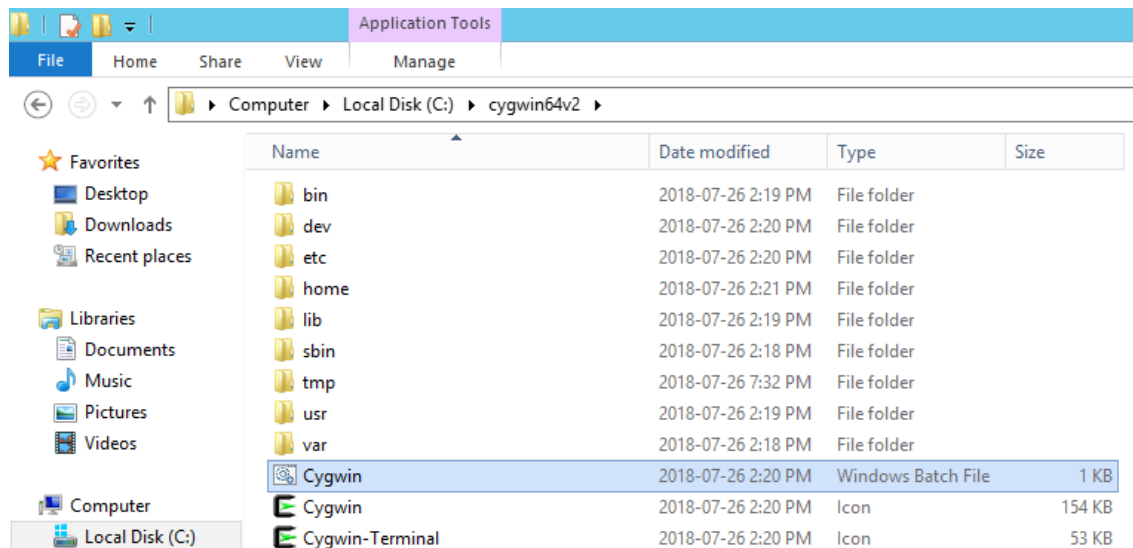 Application Tools
File Home Share View Manage
Computer Local Disk (C:) cygwin64v2
Favorites
Desktop
Downloads
Recent places
Libraries
Documents
Music
Pictures
Videos
Computer
Local Disk (C:)
Name Date modified Type Size
bin 2018-07-26 2:19 PM File folder
dev 2018-07-26 2:20 PM File folder
etc 2018-07-26 2:20 PM File folder
home 2018-07-26 2:21 PM File folder
lib 2018-07-26 2:19 PM File folder
sbin 2018-07-26 2:18 PM File folder
tmp 2018-07-26 7:32 PM File folder
usr 2018-07-26 2:19 PM File folder
var 2018-07-26 2:18 PM File folder
Cygwin 2018-07-26 2:20 PM Windows Batch File 1 KB
Cygwin 2018-07-26 2:20 PM Icon 154 KB
Cygwin-Terminal 2018-07-26 2:20 PM Icon 53 KB